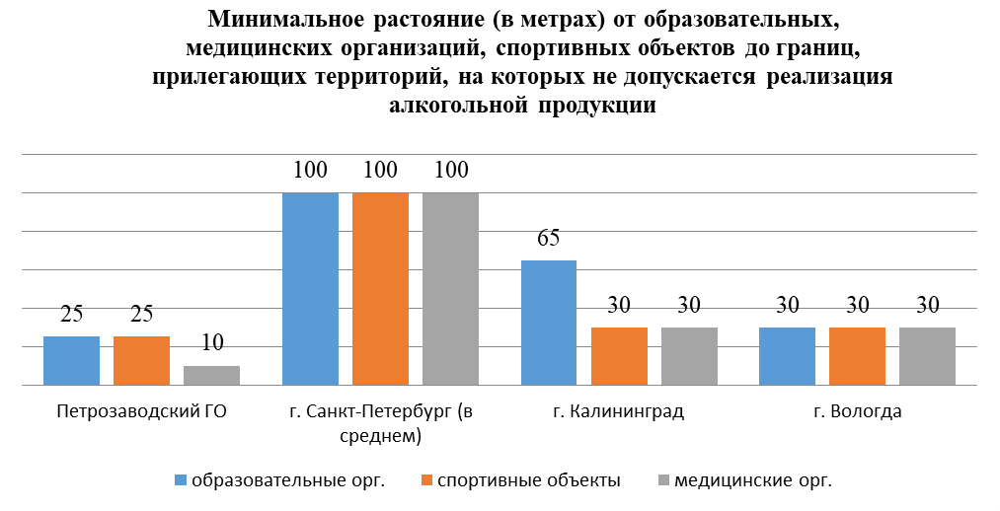 Минимальное растояние (в метрах) от образовательных,
медицинских организаций, спортивных объектов до границ,
прилегающих территорий, на которых не допускается реализация
алкогольной продукции
100 100 100
65
25 25 10
30 30
30 30 30
Петрозаводский ГО
г. Санкт-Петербург (в
среднем)
г. Калининград
г. Вологда
образовательные орг.
спортивные объекты
медицинские орг.